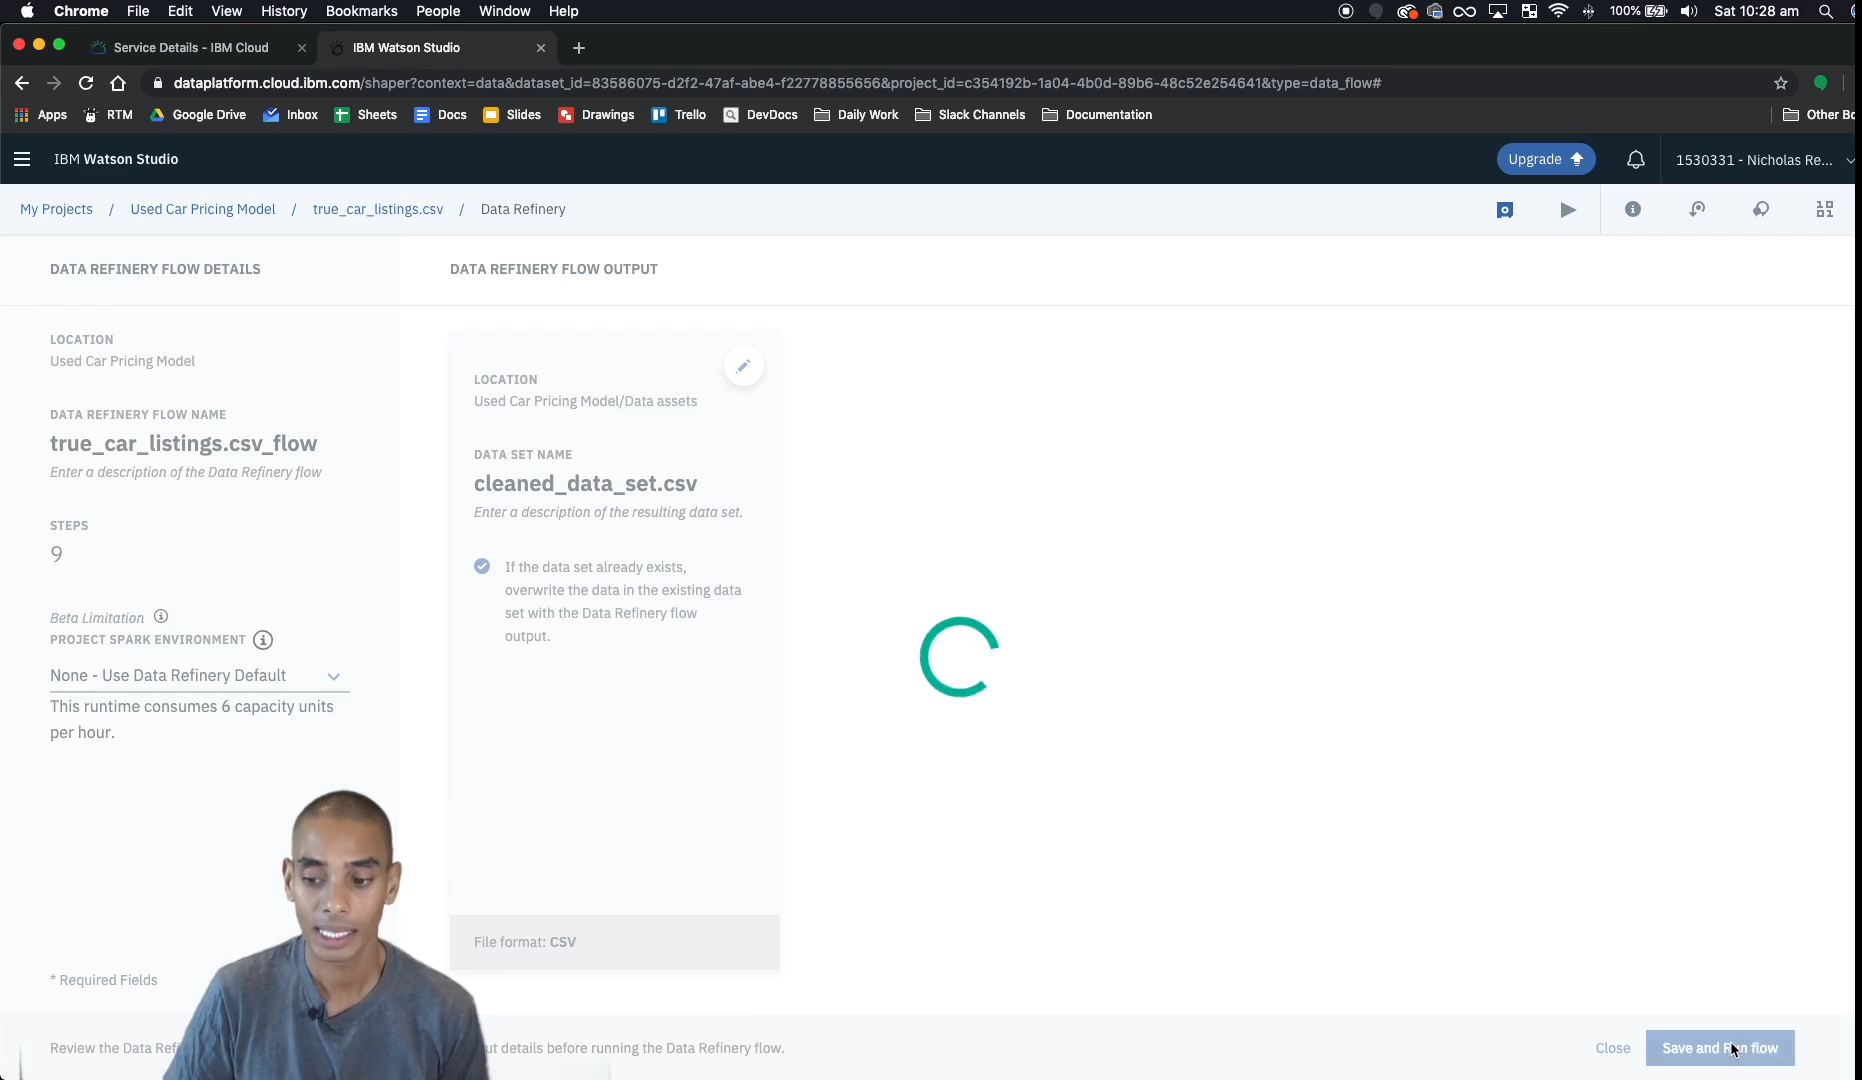 Chrome File Edit View History Bookmarks People Window Help
100% Sat 10:28 am
Service Details - IBM Cloud
IBM Watson Studio
dataplatform.cloud.ibm.com/shaper?context=data&dataset_id=83586075-d2f2-47af-abe4-f22778855656&project_id=c354192b-1a04-4b0d-89b6-48c52e254641&type=data_flow#
Apps RTM Google Drive Inbox Sheets Docs Slides Drawings Trello DevDocs Daily Work Slack Channels Documentation Other Bo
IBM Watson Studio
Upgrade
1530331 - Nicholas Re...
My Projects / Used Car Pricing Model / true_car_listings.csv / Data Refinery
DATA REFINERY FLOW DETAILS
LOCATION
Used Car Pricing Model
DATA REFINERY FLOW NAME
true_car_listings.csv_flow
Enter a description of the Data Refinery flow
STEPS
9
Beta Limitation
PROJECT SPARK ENVIRONMENT
None - Use Data Refinery Default
This runtime consumes 6 capacity units
per hour.
* Required Fields
DATA REFINERY FLOW OUTPUT
LOCATION
Used Car Pricing Model/Data assets
DATA SET NAME
cleaned_data_set.csv
Enter a description of the resulting data set.
If the data set already exists,
overwrite the data in the existing data
set with the Data Refinery flow
output.
File format: CSV
Review the Data Refi
ut details before running the Data Refinery flow.
Close
Save and Run flow